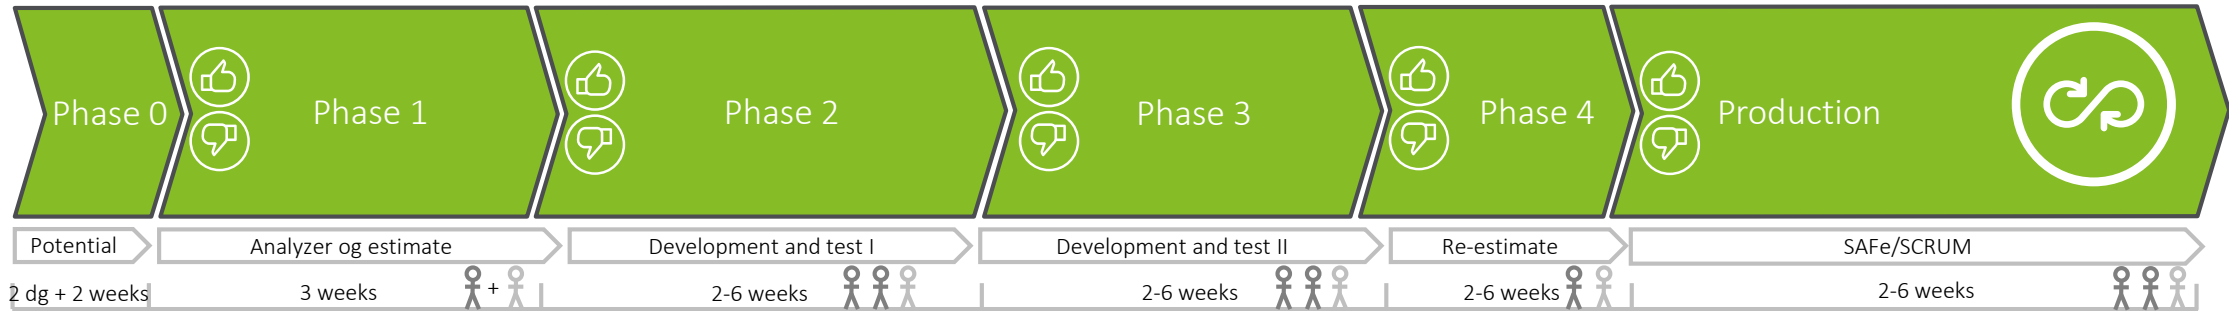 Phase 0
Phase 1
Phase 2
Phase 3
Phase 4
Production
Potential
Analyzer og estimate
Development and test I
Development and test II
Re-estimate
SAFe/SCRUM
2 dg + 2 weeks
3 weeks
+
2-6 weeks
2-6 weeks
2-6 weeks
2-6 weeks